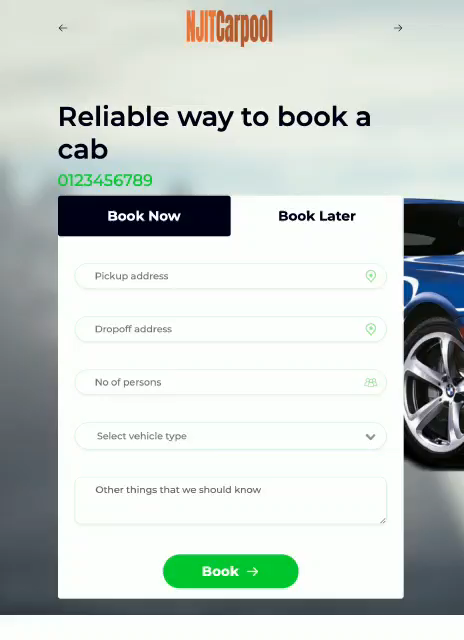 NJITCarpool
Reliable way to book a
cab
0123456789
Book Now
Book Later
Pickup address
Dropoff address
No of persons
Select vehicle type
Other things that we should know
Book